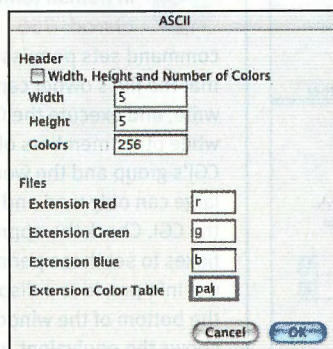 ASCII
Header
Width, Height and Number of Colors
Width 5
Height 5
Colors 256
Files
Extension Red r
Extension Green g
Extension Blue b
Extension Color Table pal
Cancel OK